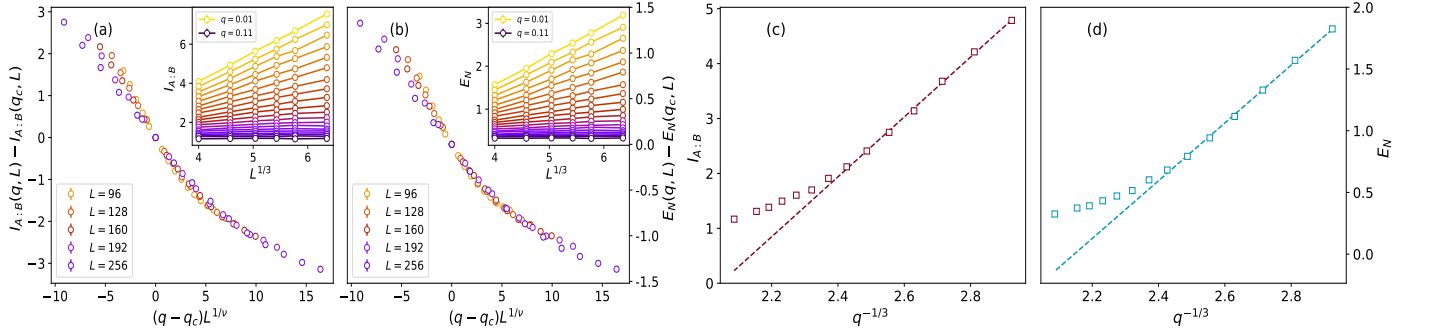 (a)
I_{A:B}(q, L) − I_{A:B}(q_c, L)
3
2
1
0
−1
−2
−3
−10 −5 0 5 10 15
(q − q_c)L^{1/ν}
L = 96
L = 128
L = 160
L = 192
L = 256
q = 0.01
q = 0.11
I_{A:B}
6
4
2
4 5 6
L^{1/3}
(b)
−10 −5 0 5 10 15
(q − q_c)L^{1/ν}
L = 96
L = 128
L = 160
L = 192
L = 256
q = 0.01
q = 0.11
E_N
3
2
1
4 5 6
L^{1/3}
1.5
1.0
0.5
0.0
−0.5
−1.0
−1.5
E_N(q, L) − E_N(q_c, L)
(c)
I_{A:B}
5
4
3
2
1
0
2.2 2.4 2.6 2.8
q^{−1/3}
(d)
2.2 2.4 2.6 2.8
q^{−1/3}
2.0
1.5
1.0
0.5
0.0
E_N